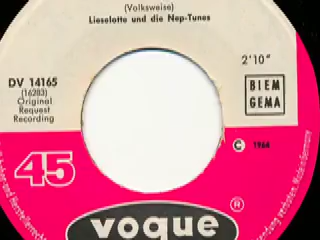 (Volksweise)
Lieselotte und die Nep-Tunes
DV 14165
(16283)
Original
Request
Recording
2'10"
BIEM
GEMA
45
© 1964
vogue
®